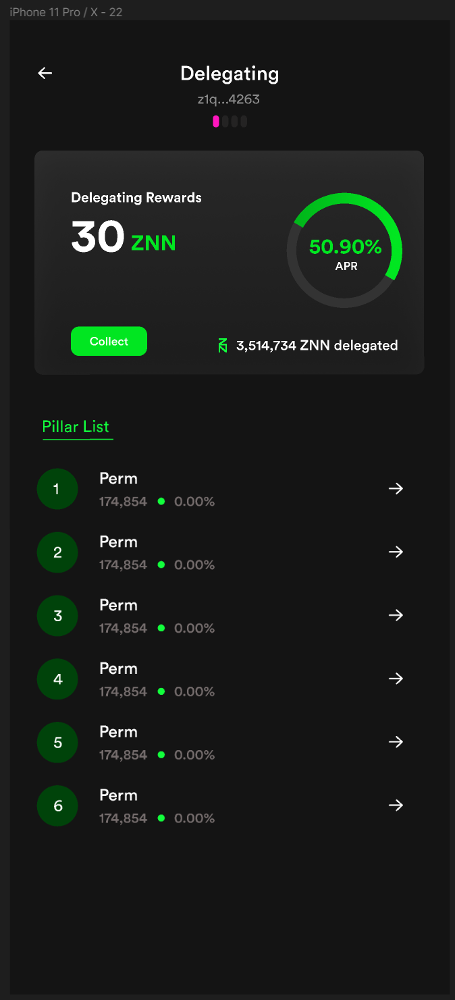 iPhone 11 Pro / X - 22
Delegating
z1q...4263
Delegating Rewards
30 ZNN
50.90%
APR
Collect
3,514,734 ZNN delegated
Pillar List
1
Perm
174,854 0.00%
2
Perm
174,854 0.00%
3
Perm
174,854 0.00%
4
Perm
174,854 0.00%
5
Perm
174,854 0.00%
6
Perm
174,854 0.00%